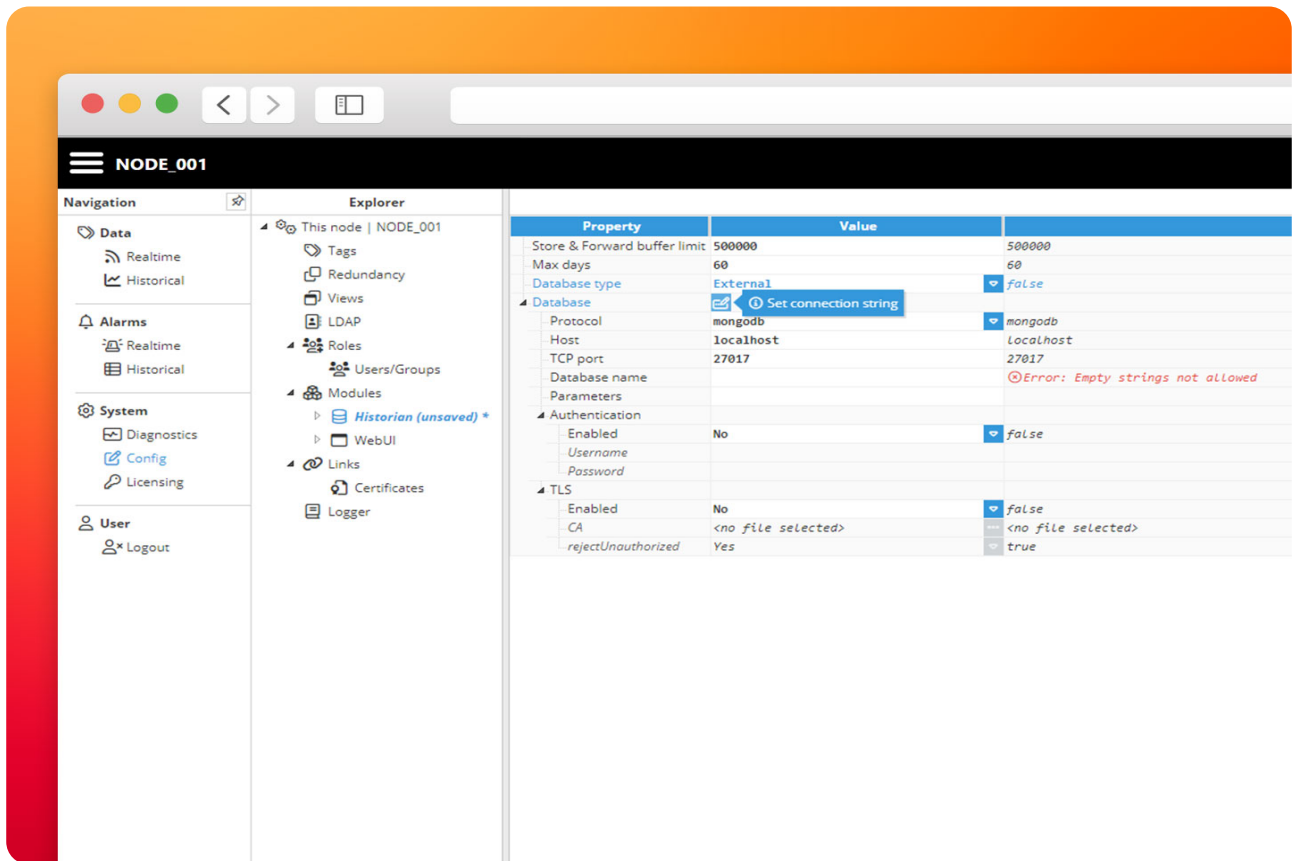 NODE_001
Navigation
Data
Realtime
Historical
Alarms
Realtime
Historical
System
Diagnostics
Config
Licensing
User
Logout
Explorer
This node | NODE_001
Tags
Redundancy
Views
LDAP
Roles
Users/Groups
Modules
Historian (unsaved) *
WebUI
Links
Certificates
Logger
Property Value
Store & Forward buffer limit 500000 500000
Max days 60 60
Database type External false
Database Set connection string
Protocol mongodb mongodb
Host localhost localhost
TCP port 27017 27017
Database name Error: Empty strings not allowed
Parameters
Authentication
Enabled No false
Username
Password
TLS
Enabled No false
CA <no file selected> <no file selected>
rejectUnauthorized Yes true